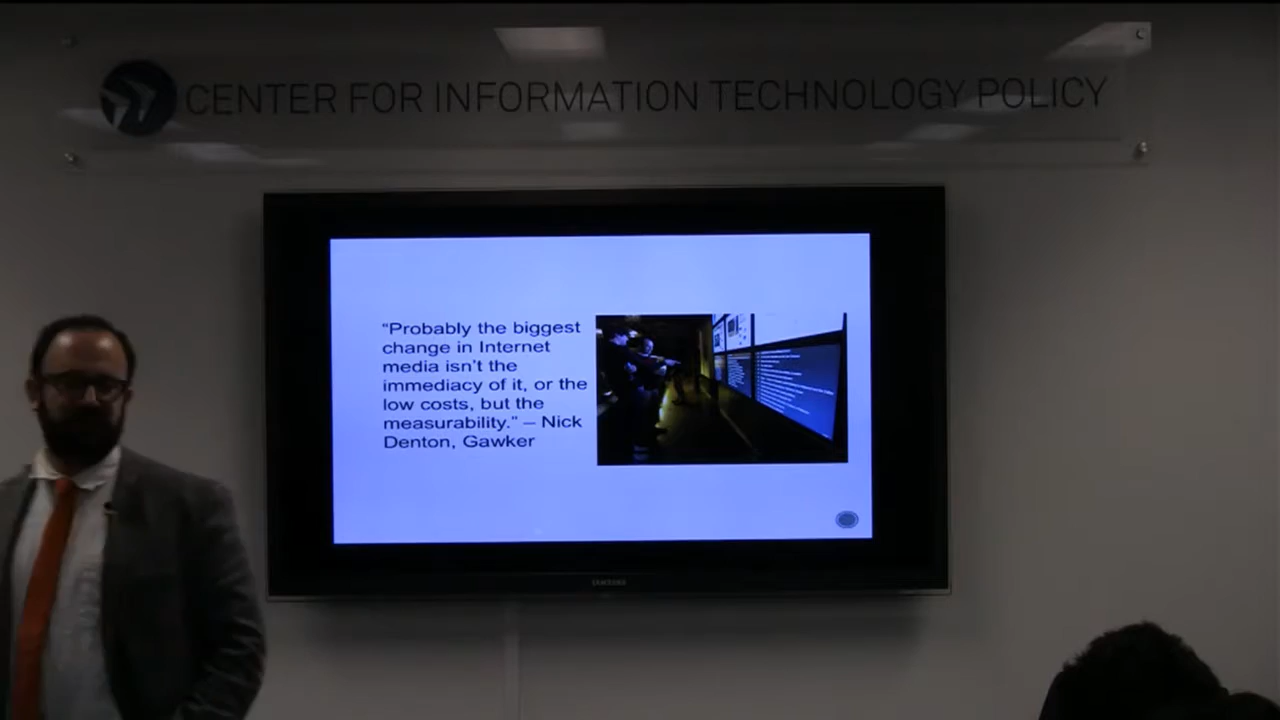 CENTER FOR INFORMATION TECHNOLOGY POLICY
“Probably the biggest
change in Internet
media isn’t the
immediacy of it, or the
low costs, but the
measurability.” – Nick
Denton, Gawker
SAMSUNG